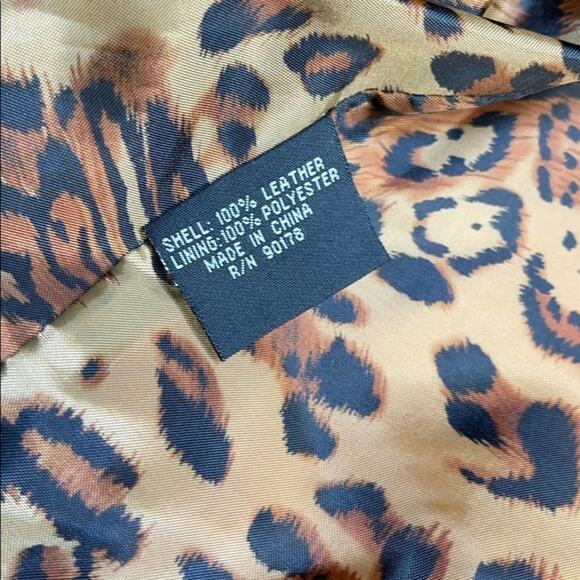 SHELL: 100% LEATHER
LINING:100% POLYESTER
MADE IN CHINA
R/N 90178